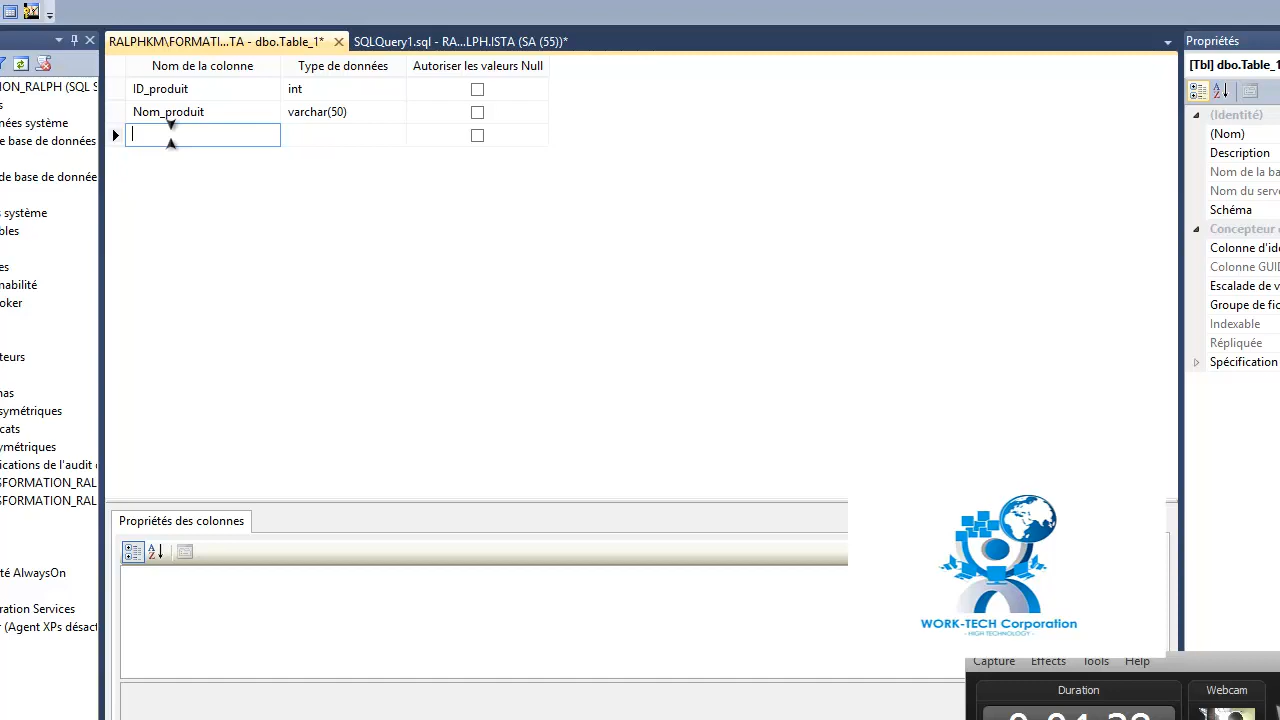 RALPHKM\FORMATI...TA - dbo.Table_1*
SQLQuery1.sql - RA...LPH.ISTA (SA (55))*
Propriétés
ION_RALPH (SQL S
[Tbl] dbo.Table_1
Nom de la colonne
Type de données
Autoriser les valeurs Null
ID_produit
int
Nom_produit
varchar(50)
nées système
de base de données
de base de donnée
s système
bles
es
nabilité
oker
teurs
nas
symétriques
cats
ymétriques
ications de l'audit
SFORMATION_RAL
SFORMATION_RAL
té AlwaysOn
ration Services
r (Agent XPs désact
(Identité)
(Nom)
Description
Nom de la ba
Nom du serve
Schéma
Concepteur
Colonne d'ide
Colonne GUI
Escalade de v
Groupe de fic
Indexable
Répliquée
Spécification
Propriétés des colonnes
WORK-TECH Corporation
- HIGH TECHNOLOGY -
Capture
Effects
Tools
Help
Duration
Webcam